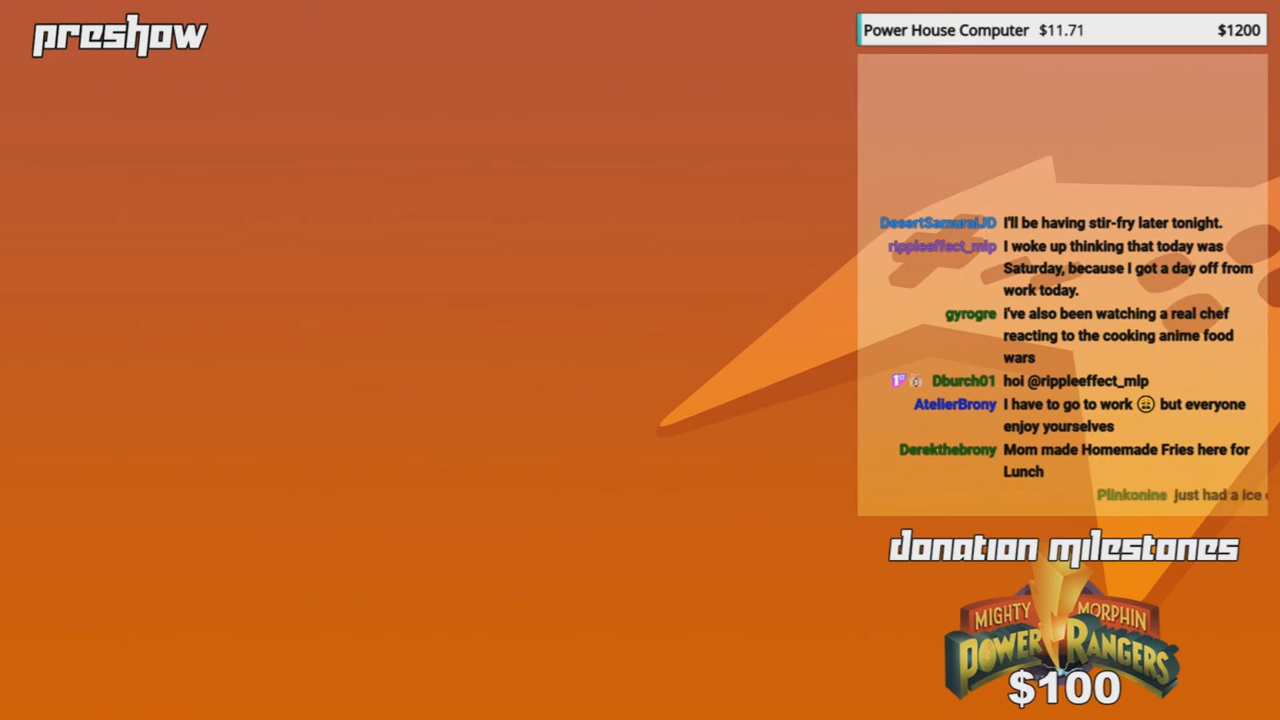 preshow
Power House Computer $11.71 $1200
DesertSamuraiJD I'll be having stir-fry later tonight.
rippleeffect_mlp I woke up thinking that today was
Saturday, because I got a day off from
work today.
gyrogre i've also been watching a real chef
reacting to the cooking anime food
wars
Dburch01 hoi @rippleeffect_mlp
AtelierBrony I have to go to work 😩 but everyone
enjoy yourselves
Derekthebrony Mom made Homemade Fries here for
Lunch
Plinkonine just had a ice
donation milestones
MIGHTY MORPHIN
POWER RANGERS
$100